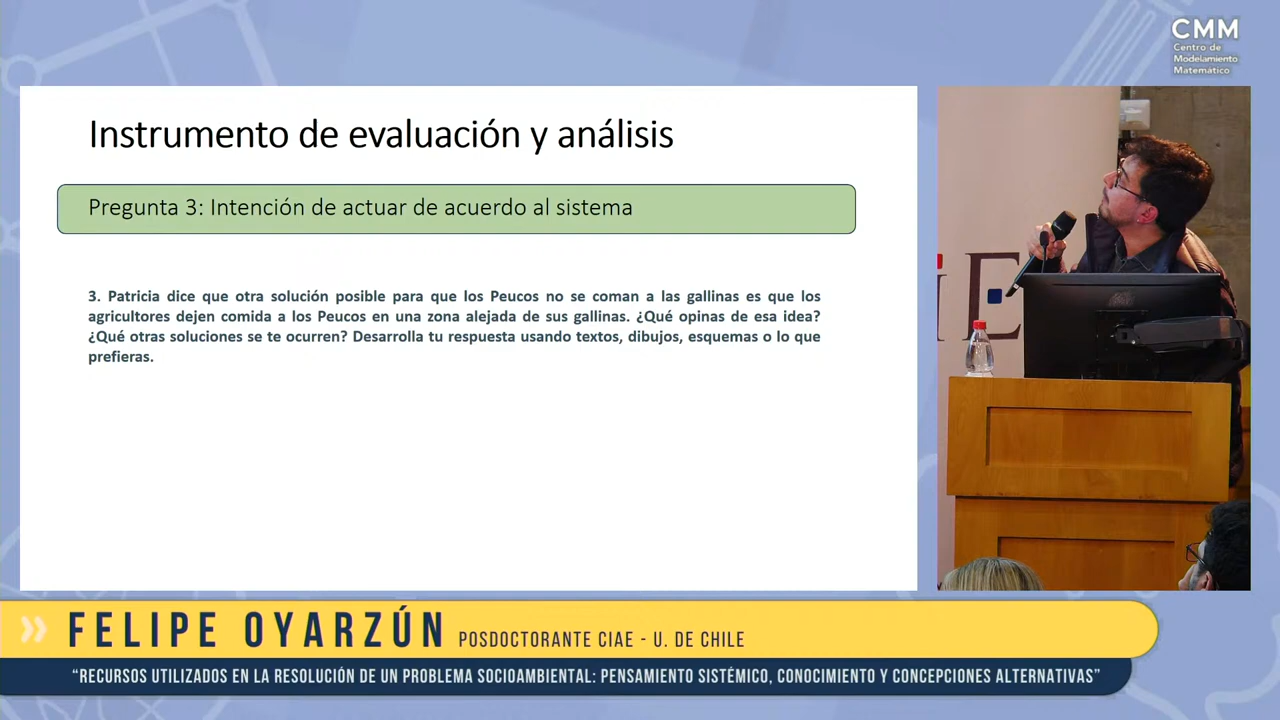 CMM
Centro de
Modelamiento
Matemático
Instrumento de evaluación y análisis
Pregunta 3: Intención de actuar de acuerdo al sistema
3. Patricia dice que otra solución posible para que los Peucos no se coman a las gallinas es que los
agricultores dejen comida a los Peucos en una zona alejada de sus gallinas. ¿Qué opinas de esa idea?
¿Qué otras soluciones se te ocurren? Desarrolla tu respuesta usando textos, dibujos, esquemas o lo que
prefieras.
FELIPE OYARZÚN POSDOCTORANTE CIAE - U. DE CHILE
“RECURSOS UTILIZADOS EN LA RESOLUCIÓN DE UN PROBLEMA SOCIOAMBIENTAL: PENSAMIENTO SISTÉMICO, CONOCIMIENTO Y CONCEPCIONES ALTERNATIVAS”